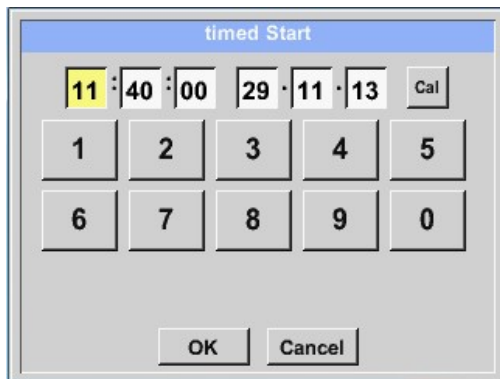 timed Start
11 : 40 : 00 29 · 11 · 13 Cal
1 2 3 4 5
6 7 8 9 0
OK Cancel